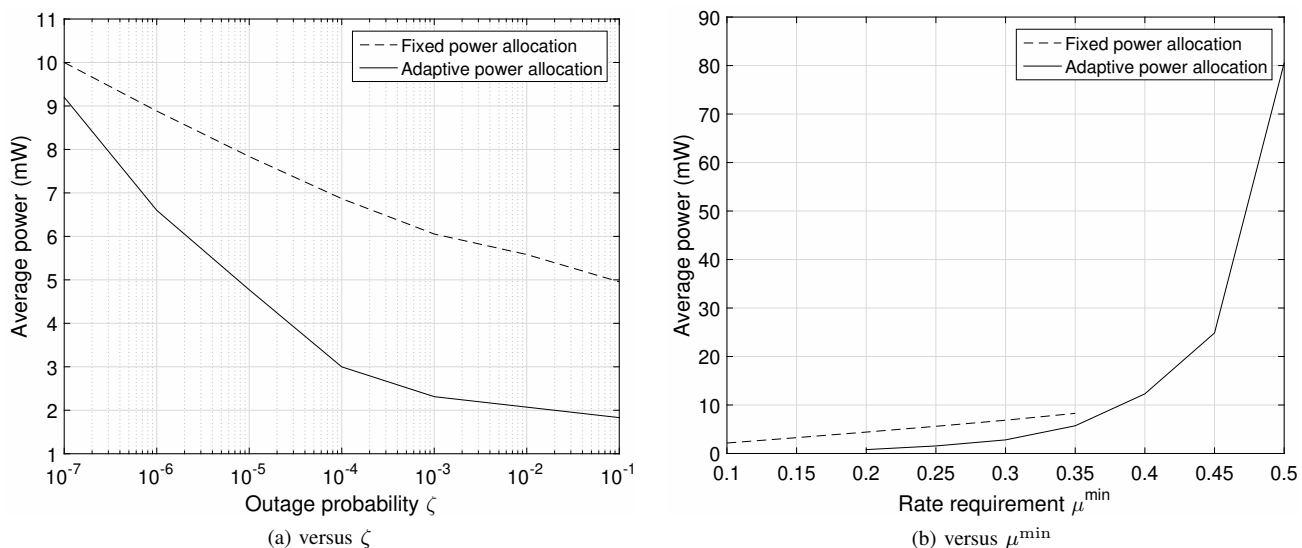 11
10
9
8
7
6
5
4
3
2
1
Average power (mW)
Fixed power allocation
Adaptive power allocation
10^-7 10^-6 10^-5 10^-4 10^-3 10^-2 10^-1
Outage probability ζ
(a) versus ζ
90
80
70
60
50
40
30
20
10
0
Average power (mW)
Fixed power allocation
Adaptive power allocation
0.1 0.15 0.2 0.25 0.3 0.35 0.4 0.45 0.5
Rate requirement μ^min
(b) versus μ^min